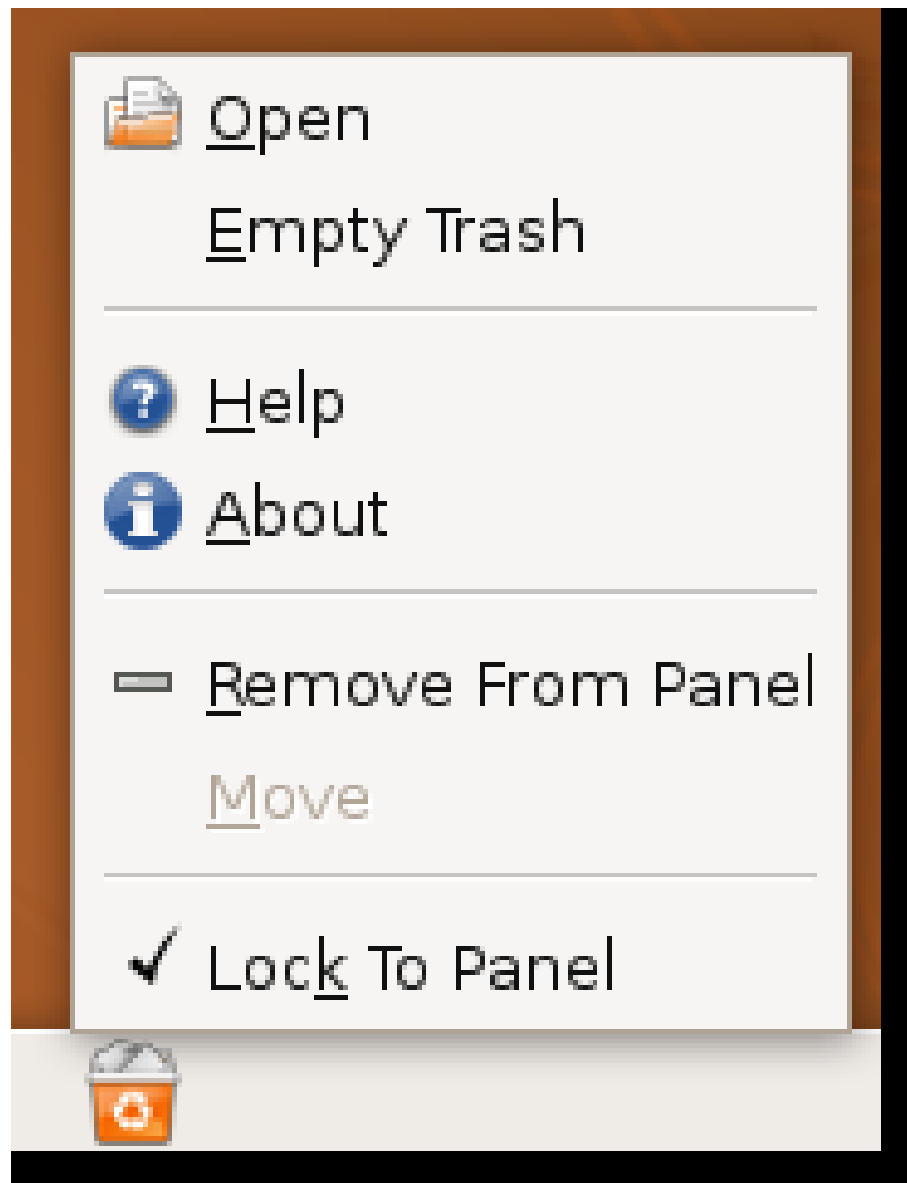 Open
Empty Trash
Help
About
Remove From Panel
Move
Lock To Panel